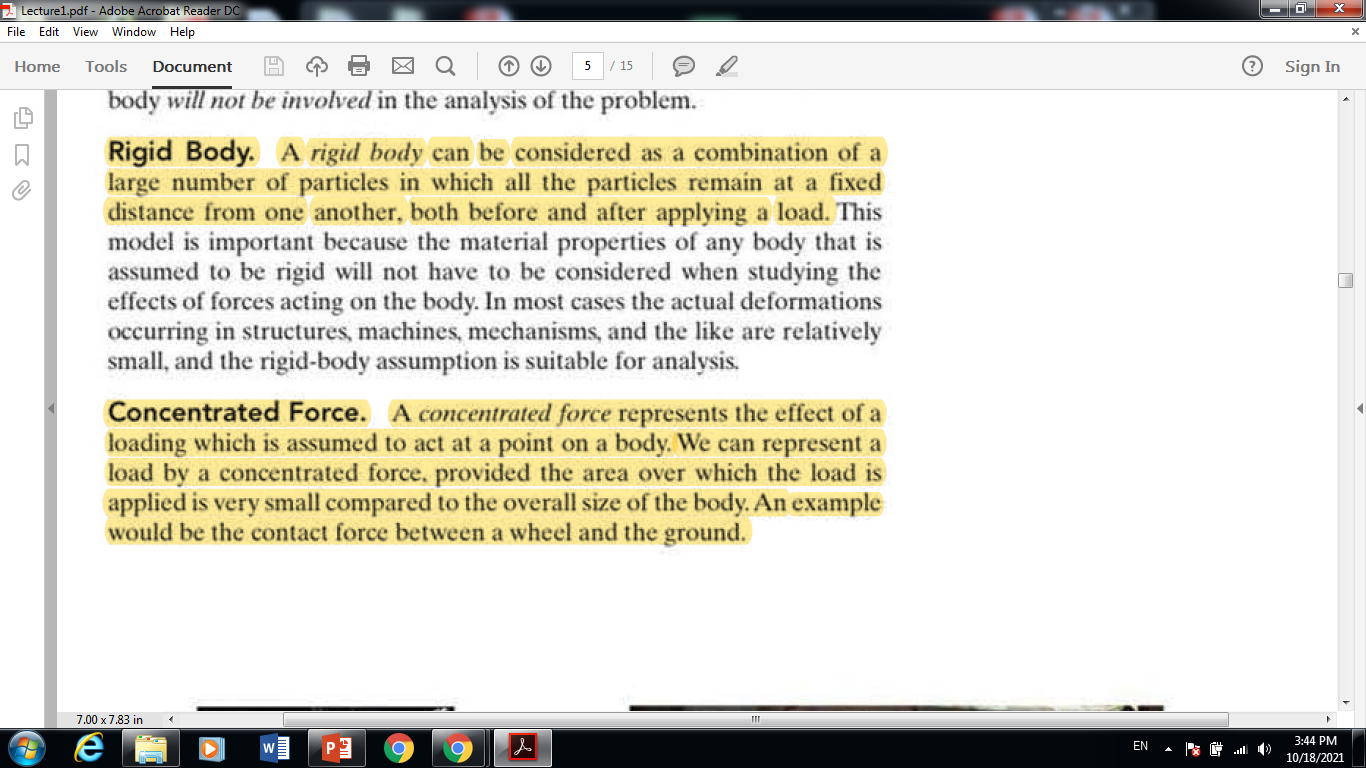 Lecture1.pdf - Adobe Acrobat Reader DC
File Edit View Window Help
Home Tools Document 5 / 15 Sign In
body will not be involved in the analysis of the problem.
Rigid Body. A rigid body can be considered as a combination of a
large number of particles in which all the particles remain at a fixed
distance from one another, both before and after applying a load. This
model is important because the material properties of any body that is
assumed to be rigid will not have to be considered when studying the
effects of forces acting on the body. In most cases the actual deformations
occurring in structures, machines, mechanisms, and the like are relatively
small, and the rigid-body assumption is suitable for analysis.
Concentrated Force. A concentrated force represents the effect of a
loading which is assumed to act at a point on a body. We can represent a
load by a concentrated force, provided the area over which the load is
applied is very small compared to the overall size of the body. An example
would be the contact force between a wheel and the ground.
7.00 x 7.83 in
EN 3:44 PM
10/18/2021